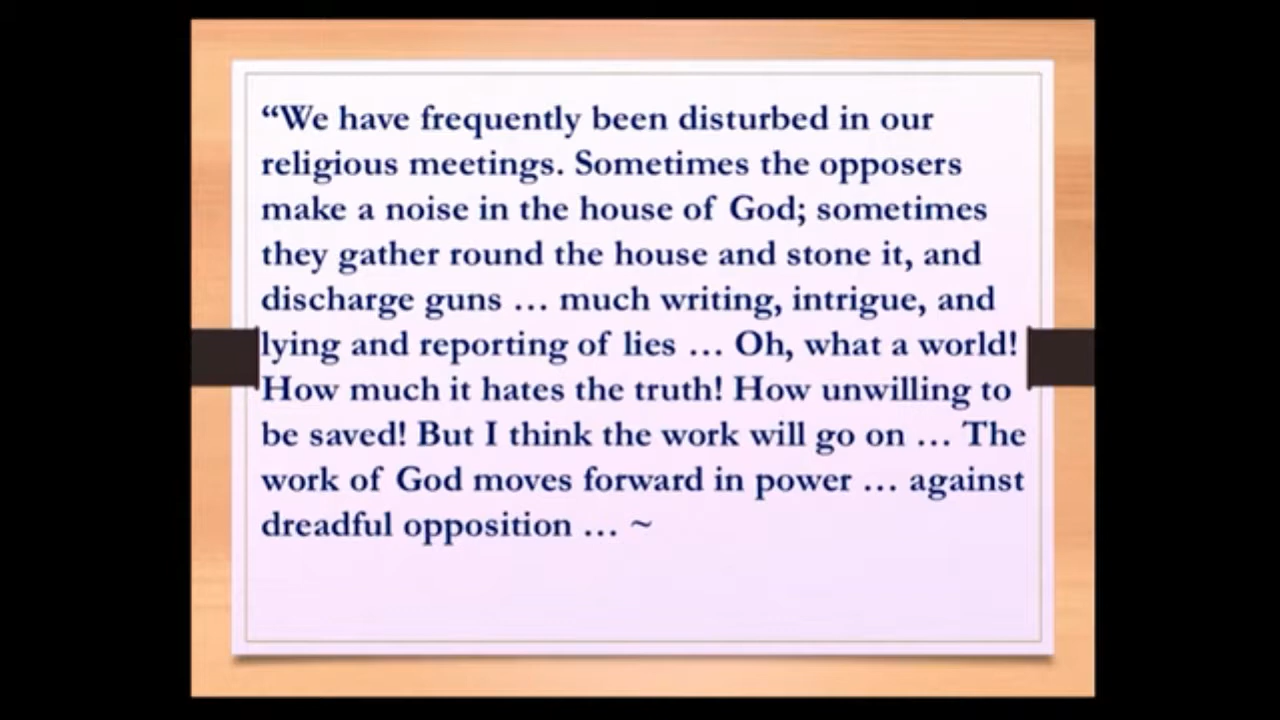 “We have frequently been disturbed in our
religious meetings. Sometimes the opposers
make a noise in the house of God; sometimes
they gather round the house and stone it, and
discharge guns … much writing, intrigue, and
lying and reporting of lies … Oh, what a world!
How much it hates the truth! How unwilling to
be saved! But I think the work will go on … The
work of God moves forward in power … against
dreadful opposition … ~